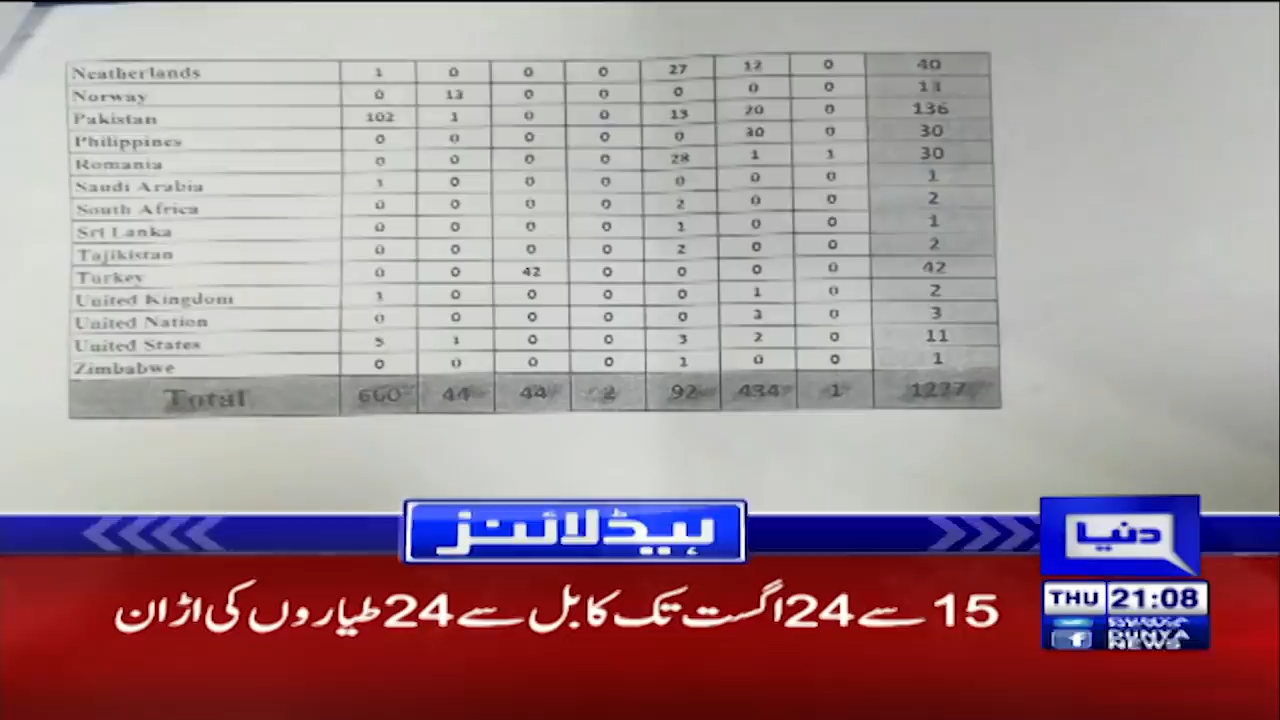 Neatherlands 1 0 0 0 27 12 0 40
Norway 0 13 0 0 0 0 0 13
Pakistan 102 1 0 0 13 20 0 136
Philippines 0 0 0 0 0 30 0 30
Romania 0 0 0 0 28 1 1 30
Saudi Arabia 1 0 0 0 0 0 0 1
South Africa 0 0 0 0 2 0 0 2
Sri Lanka 0 0 0 0 1 0 0 1
Tajikistan 0 0 0 0 2 0 0 2
Turkey 0 0 42 0 0 0 0 42
United Kingdom 1 0 0 0 0 1 0 2
United Nation 0 0 0 0 0 3 0 3
United States 5 1 0 0 3 2 0 11
Zimbabwe 0 0 0 0 1 0 0 1
Total 44 44 2 92 434 1
ہیڈلائنز
دنیا
15 سے 24 اگست تک کابل سے 24 طیاروں کی اڑان
THU 21:08
DUNYA
NEWS